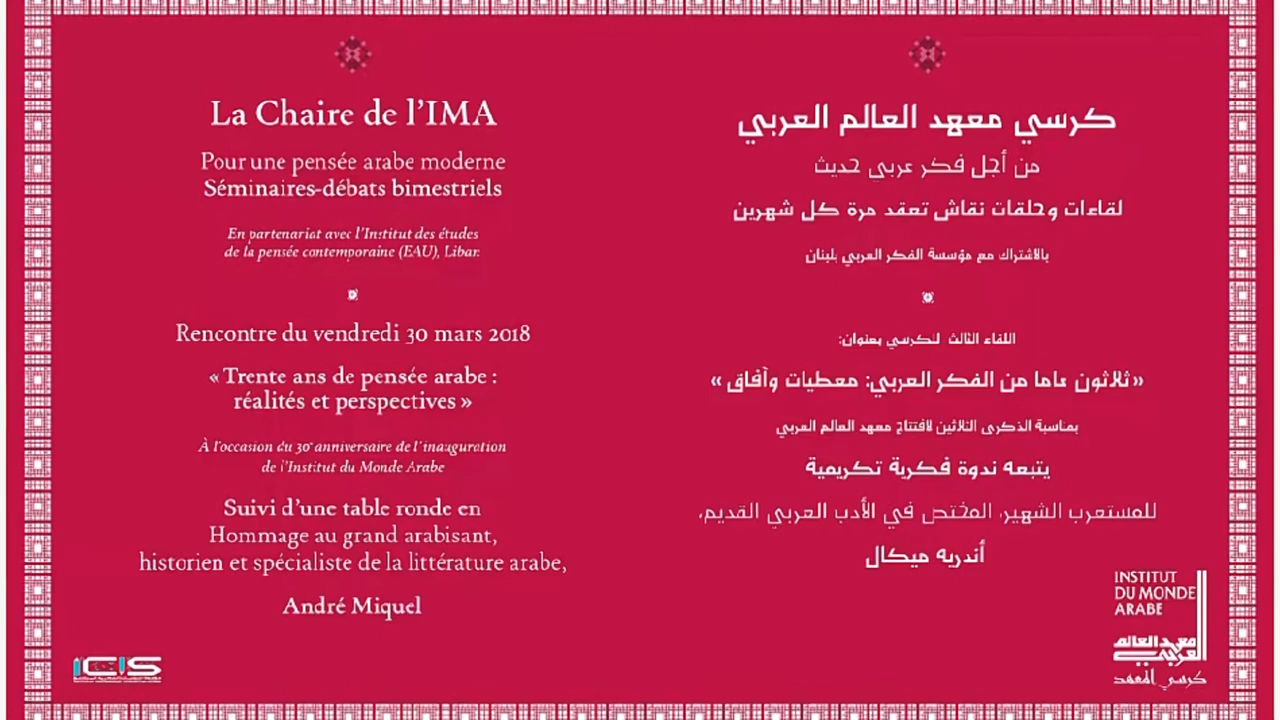 La Chaire de l'IMA
Pour une pensée arabe moderne
Séminaires-débats bimestriels
En partenariat avec l'Institut des études
de la pensée contemporaine (EAU), Liban
Rencontre du vendredi 30 mars 2018
« Trente ans de pensée arabe :
réalités et perspectives »
À l'occasion du 30e anniversaire de l'inauguration
de l'Institut du Monde Arabe
Suivi d'une table ronde en
Hommage au grand arabisant,
historien et spécialiste de la littérature arabe,
André Miquel
ICIS
كرسي معهد العالم العربي
من أجل فكر عربي حديث
لقاءات وحلقات نقاش تعقد مرة كل شهرين
بالاشتراك مع مؤسسة الفكر العربي بلبنان
اللقاء الثالث للكرسي بعنوان:
«ثلاثون عاما من الفكر العربي: معطيات وآفاق»
بمناسبة الذكرى الثلاثين لافتتاح معهد العالم العربي
يتبعه ندوة فكرية تكريمية
للمستعرب الشهير، المختص في الأدب العربي القديم،
أندريه ميكال
INSTITUT
DU MONDE
ARABE
معهد العالم
العربي
كرسي المعهد